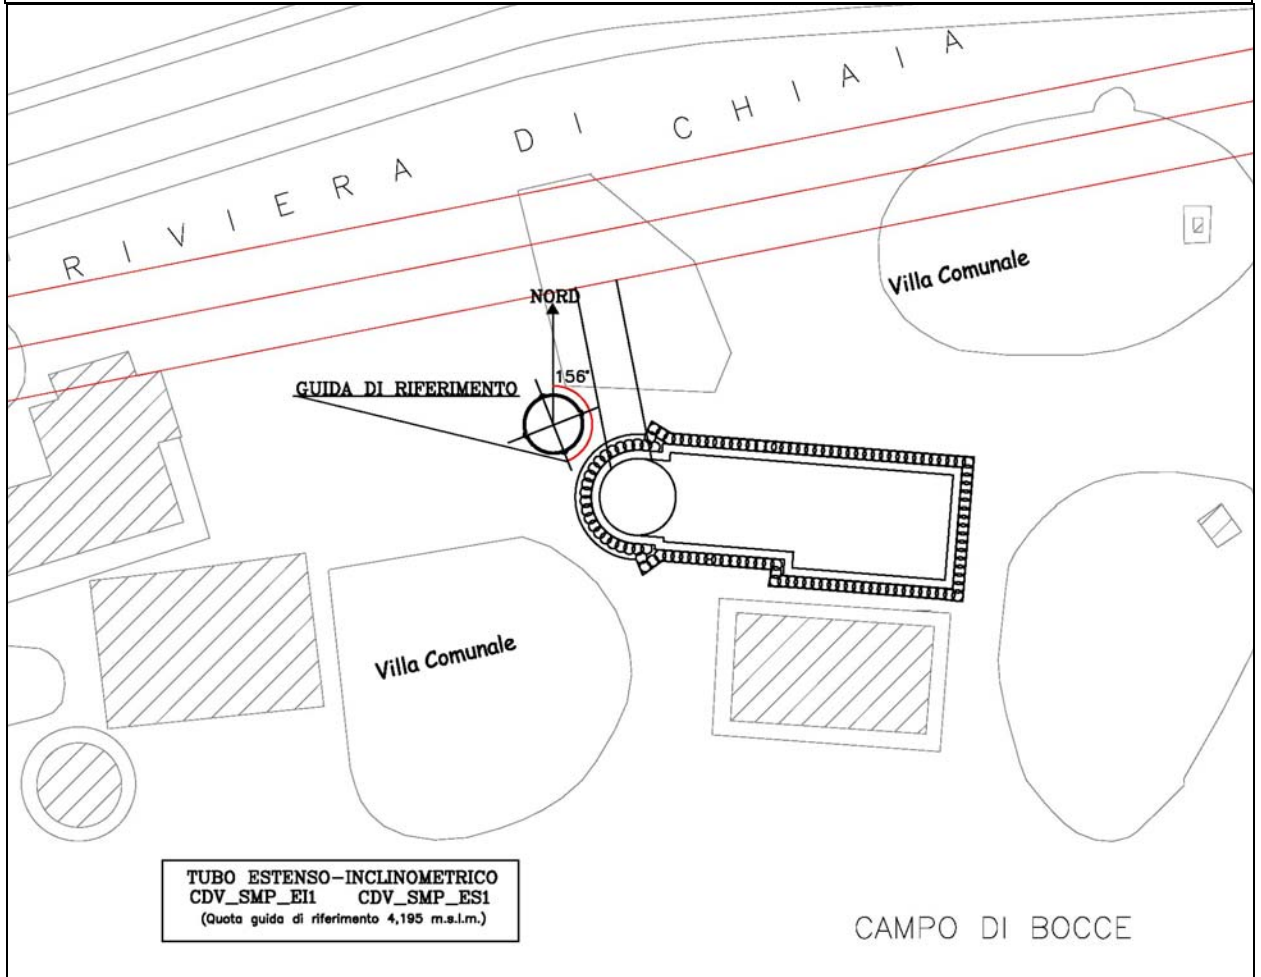 RIVIERA DI CHIAIA
Villa Comunale
NORD
156°
GUIDA DI RIFERIMENTO
Villa Comunale
TUBO ESTENSO-INCLINOMETRICO
CDV_SMP_EI1 CDV_SMP_ES1
(Quota guida di riferimento 4,195 m.s.l.m.)
CAMPO DI BOCCE